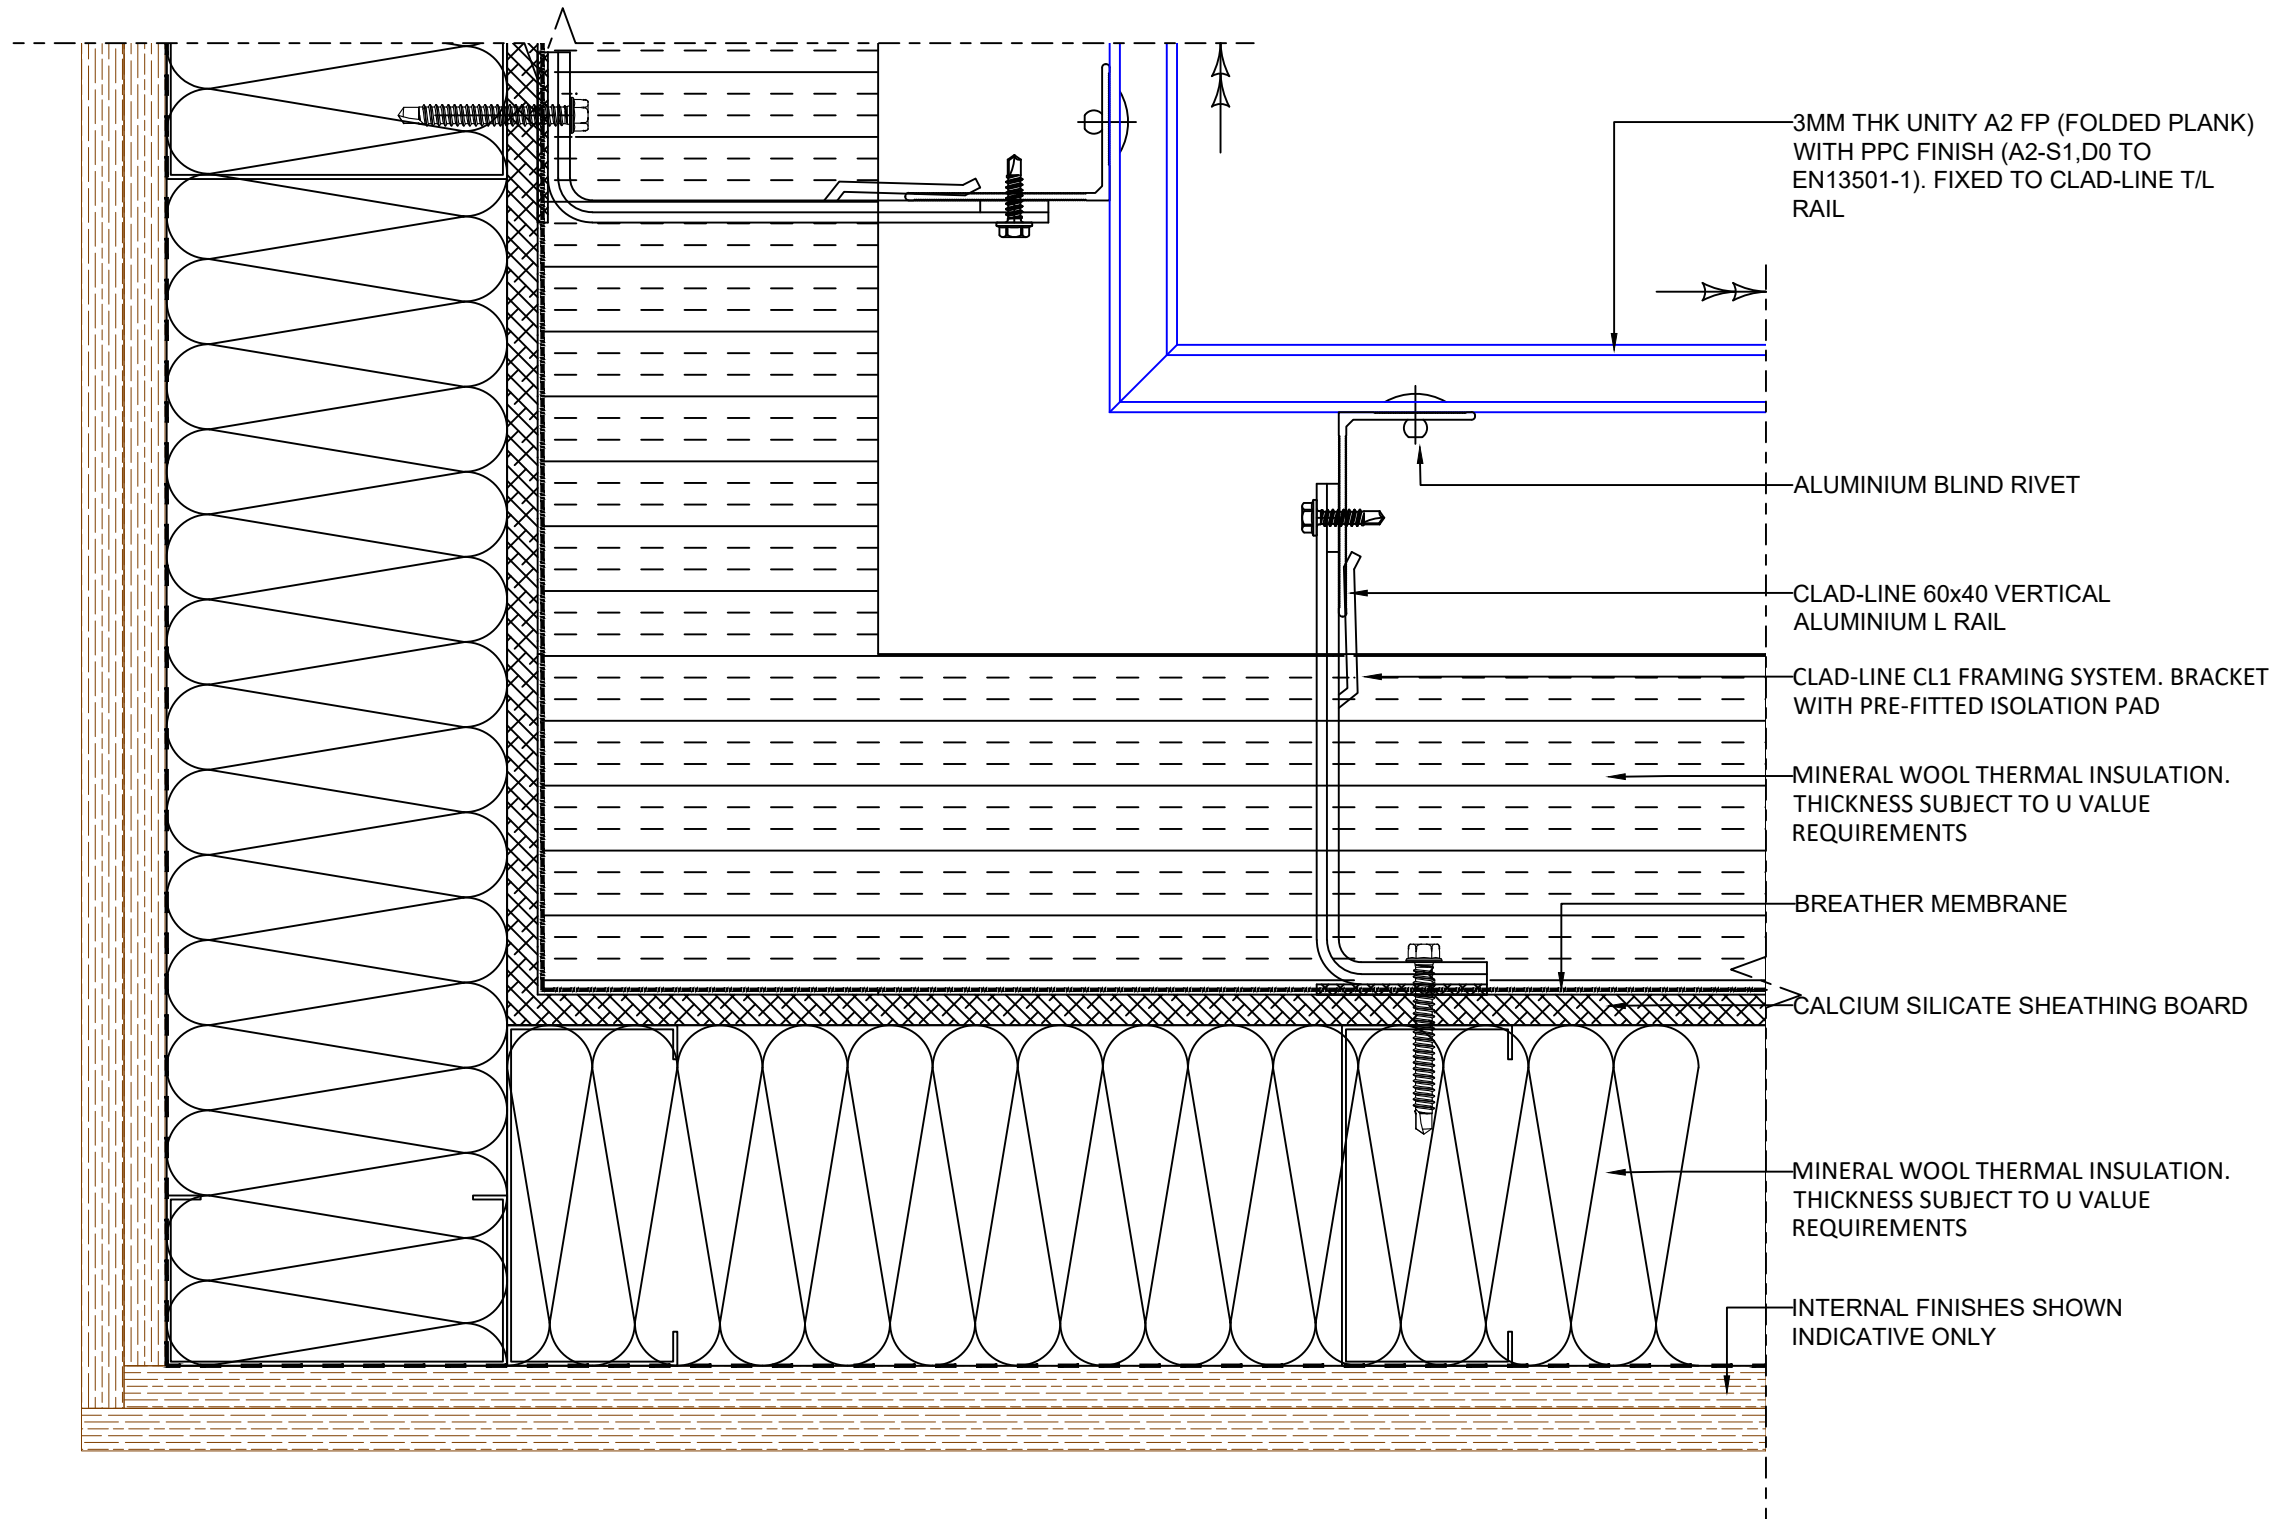 3MM THK UNITY A2 FP (FOLDED PLANK)
WITH PPC FINISH (A2-S1,D0 TO
EN13501-1). FIXED TO CLAD-LINE T/L
RAIL
ALUMINIUM BLIND RIVET
CLAD-LINE 60x40 VERTICAL
ALUMINIUM L RAIL
CLAD-LINE CL1 FRAMING SYSTEM. BRACKET
WITH PRE-FITTED ISOLATION PAD
MINERAL WOOL THERMAL INSULATION.
THICKNESS SUBJECT TO U VALUE
REQUIREMENTS
BREATHER MEMBRANE
CALCIUM SILICATE SHEATHING BOARD
MINERAL WOOL THERMAL INSULATION.
THICKNESS SUBJECT TO U VALUE
REQUIREMENTS
INTERNAL FINISHES SHOWN
INDICATIVE ONLY